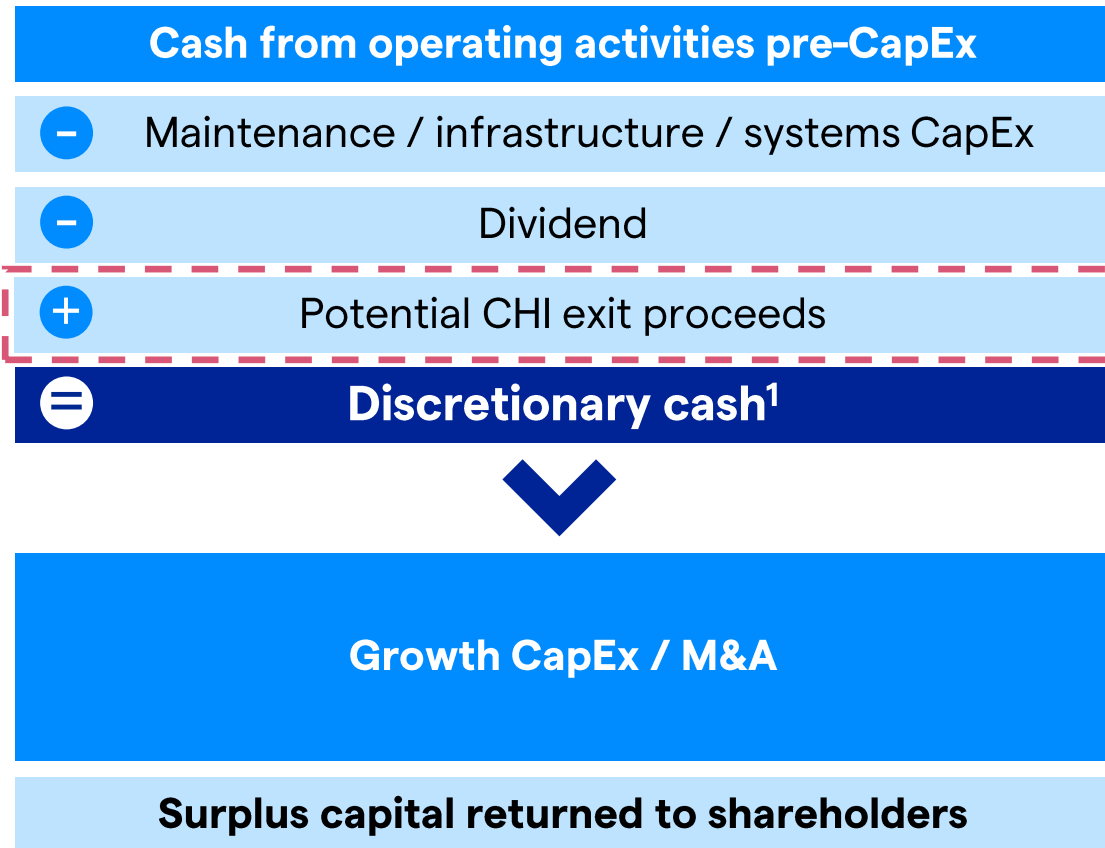 Cash from operating activities pre-CapEx
− Maintenance / infrastructure / systems CapEx
− Dividend
+ Potential CHI exit proceeds
= Discretionary cash¹
Growth CapEx / M&A
Surplus capital returned to shareholders